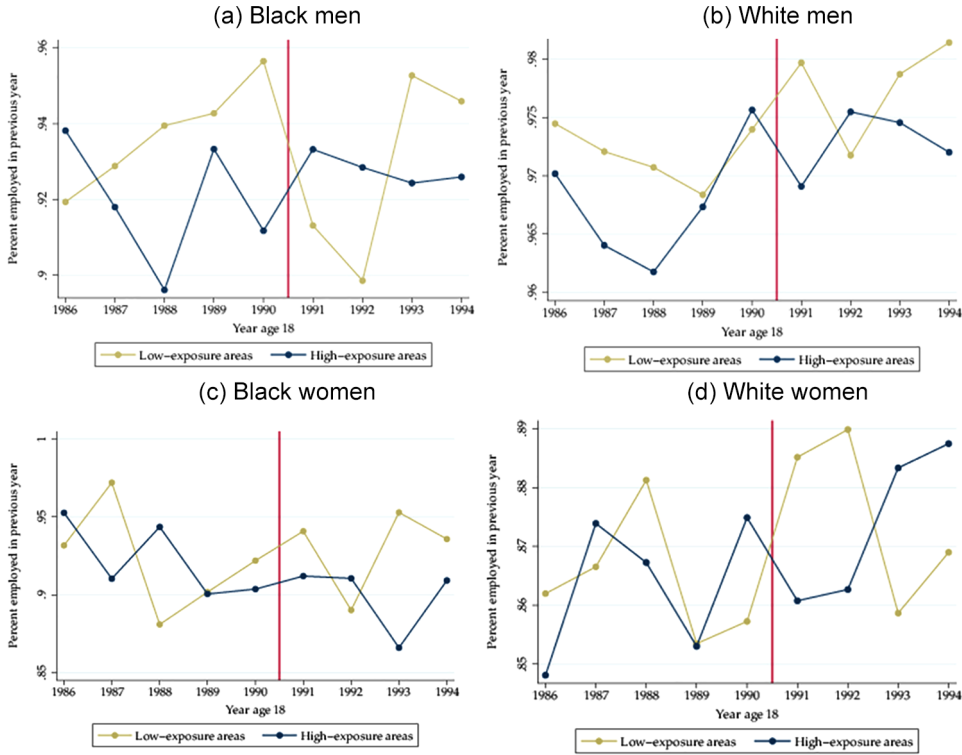 (a) Black men
Percent employed in previous year
.96
.94
.92
.9
1986 1987 1988 1989 1990 1991 1992 1993 1994
Year age 18
Low-exposure areas High-exposure areas
(b) White men
Percent employed in previous year
.98
.975
.97
.965
.96
1986 1987 1988 1989 1990 1991 1992 1993 1994
Year age 18
Low-exposure areas High-exposure areas
(c) Black women
Percent employed in previous year
1
.95
.9
.85
1986 1987 1988 1989 1990 1991 1992 1993 1994
Year age 18
Low-exposure areas High-exposure areas
(d) White women
Percent employed in previous year
.89
.88
.87
.86
.85
1986 1987 1988 1989 1990 1991 1992 1993 1994
Year age 18
Low-exposure areas High-exposure areas